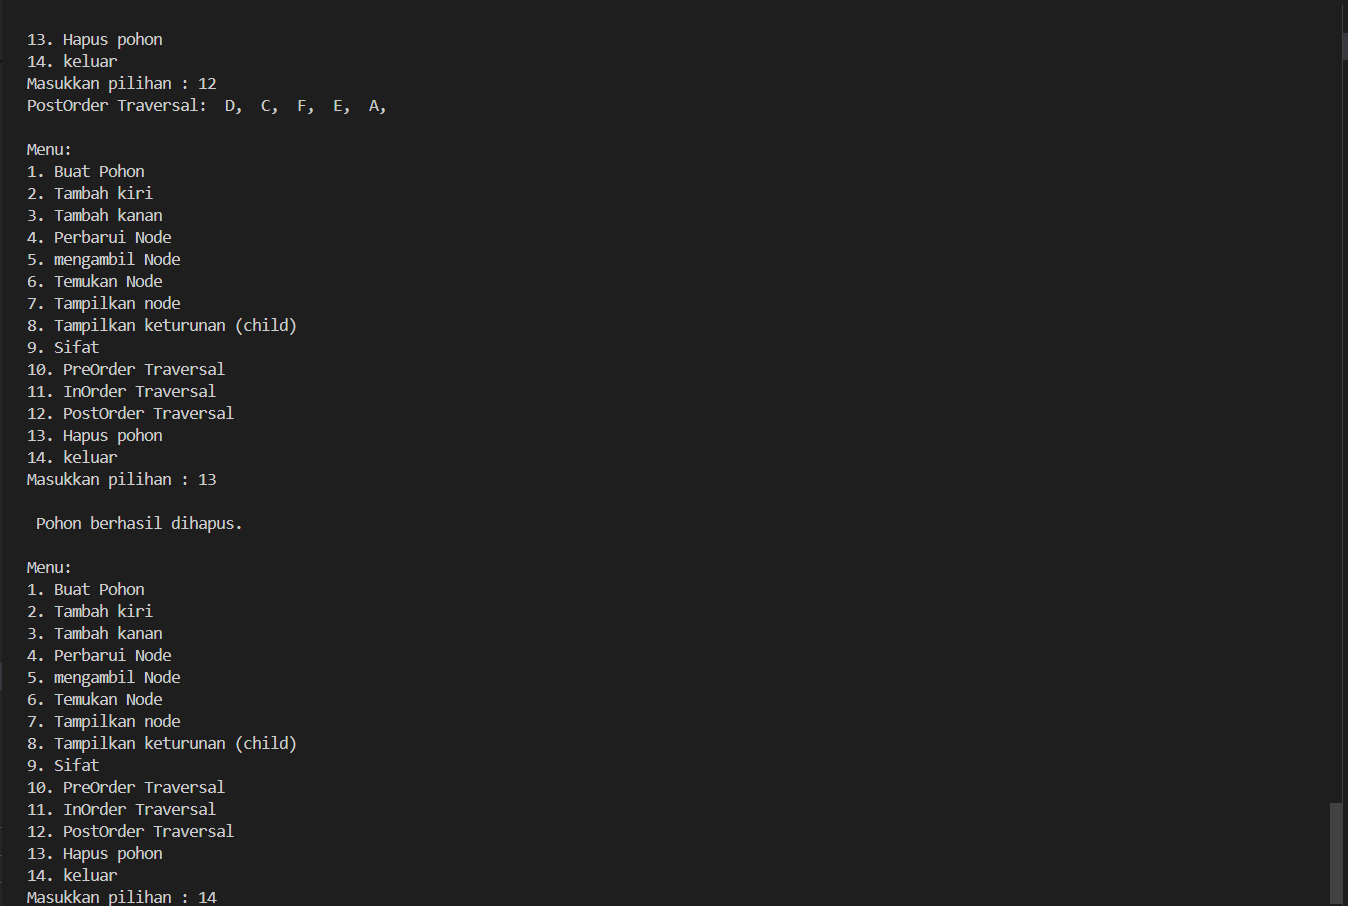 13. Hapus pohon
14. keluar
Masukkan pilihan : 12
PostOrder Traversal:  D,  C,  F,  E,  A,
Menu:
1. Buat Pohon
2. Tambah kiri
3. Tambah kanan
4. Perbarui Node
5. mengambil Node
6. Temukan Node
7. Tampilkan node
8. Tampilkan keturunan (child)
9. Sifat
10. PreOrder Traversal
11. InOrder Traversal
12. PostOrder Traversal
13. Hapus pohon
14. keluar
Masukkan pilihan : 13
Pohon berhasil dihapus.
Menu:
1. Buat Pohon
2. Tambah kiri
3. Tambah kanan
4. Perbarui Node
5. mengambil Node
6. Temukan Node
7. Tampilkan node
8. Tampilkan keturunan (child)
9. Sifat
10. PreOrder Traversal
11. InOrder Traversal
12. PostOrder Traversal
13. Hapus pohon
14. keluar
Masukkan pilihan : 14